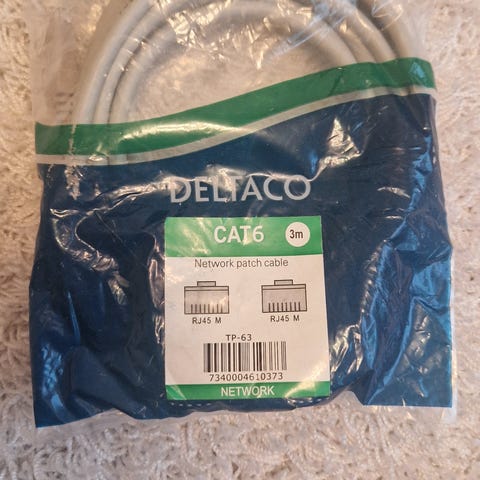 DELTACO
CAT6 3m
Network patch cable
RJ45 M RJ45 M
TP-63
7340004610373
NETWORK